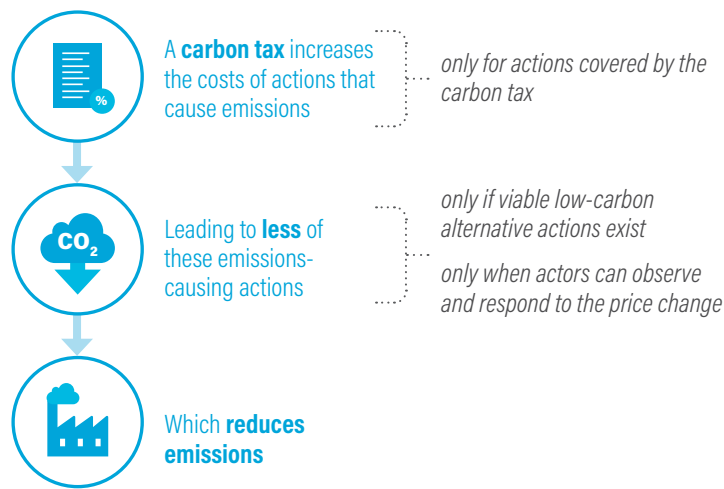 A carbon tax increases
the costs of actions that
cause emissions
only for actions covered by the
carbon tax
%
Leading to less of
these emissions-
causing actions
only if viable low-carbon
alternative actions exist
only when actors can observe
and respond to the price change
CO₂
Which reduces
emissions